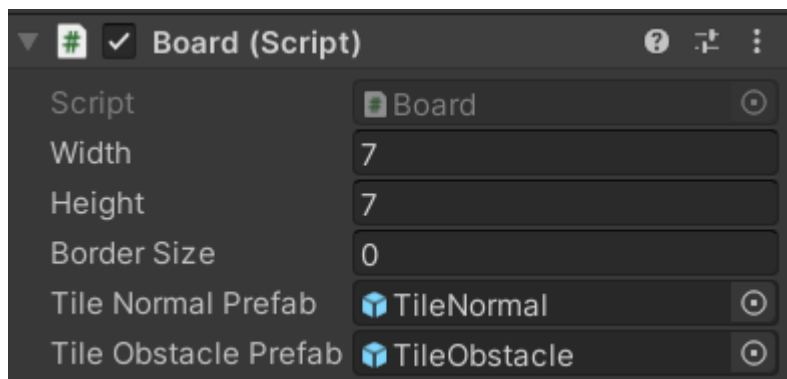 Board (Script)
Script Board
Width 7
Height 7
Border Size 0
Tile Normal Prefab TileNormal
Tile Obstacle Prefab TileObstacle